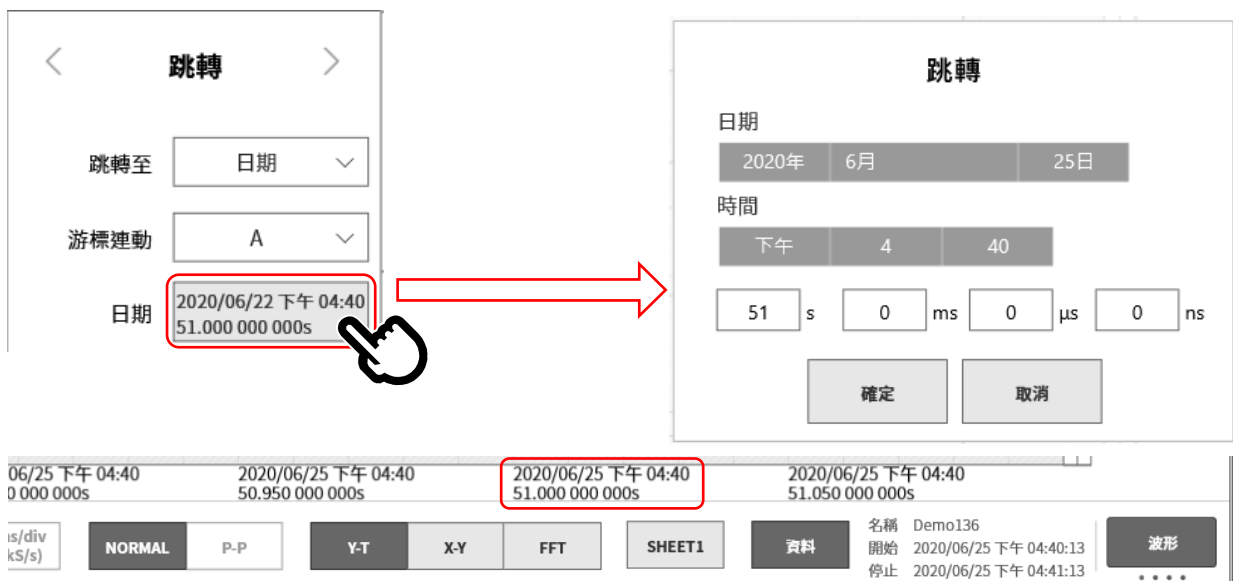 跳轉
跳轉至
日期
游標連動
A
日期
2020/06/22 下午 04:40
51.000 000 000s
跳轉
日期
2020年 6月 25日
時間
下午 4 40
51 s 0 ms 0 µs 0 ns
確定 取消
06/25 下午 04:40
0 000 000s
2020/06/25 下午 04:40
50.950 000 000s
2020/06/25 下午 04:40
51.000 000 000s
2020/06/25 下午 04:40
51.050 000 000s
s/div
kS/s)
NORMAL P-P Y-T X-Y FFT SHEET1 資料
名稱 Demo136
開始 2020/06/25 下午 04:40:13
停止 2020/06/25 下午 04:41:13
波形